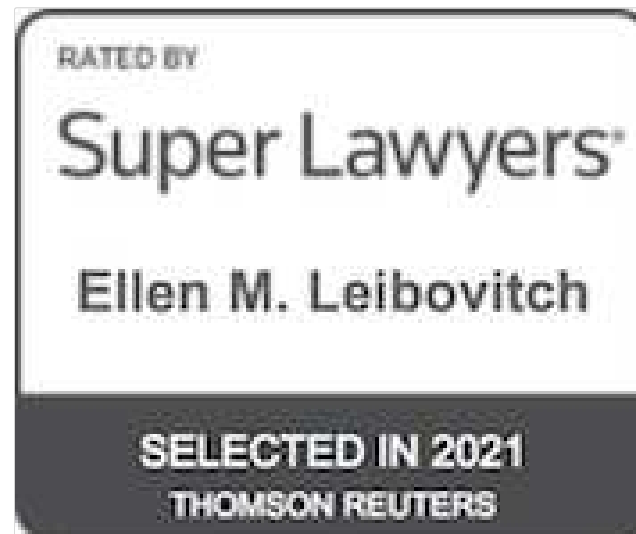 RATED BY
Super Lawyers®
Ellen M. Leibovitch
SELECTED IN 2021
THOMSON REUTERS